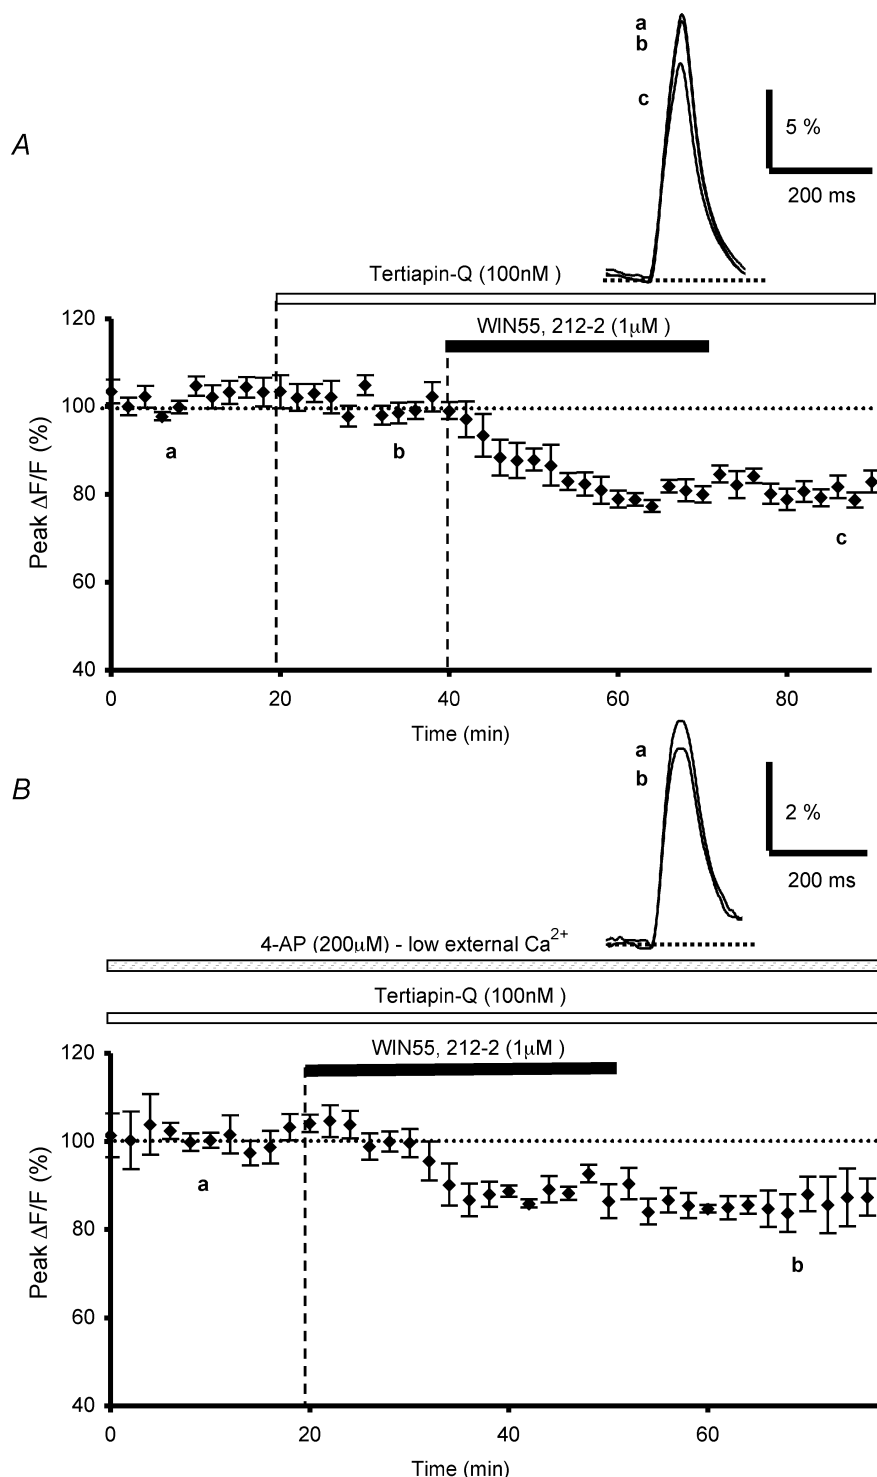 a
b
c
A
5 %
200 ms
Tertiapin-Q (100nM )
WIN55, 212-2 (1µM )
120
100
80
60
40
Peak ΔF/F (%)
a
b
c
0
20
40
60
80
Time (min)
a
b
B
2 %
200 ms
4-AP (200µM) - low external Ca2+
Tertiapin-Q (100nM )
WIN55, 212-2 (1µM )
120
100
80
60
40
Peak ΔF/F (%)
a
b
0
20
40
60
Time (min)